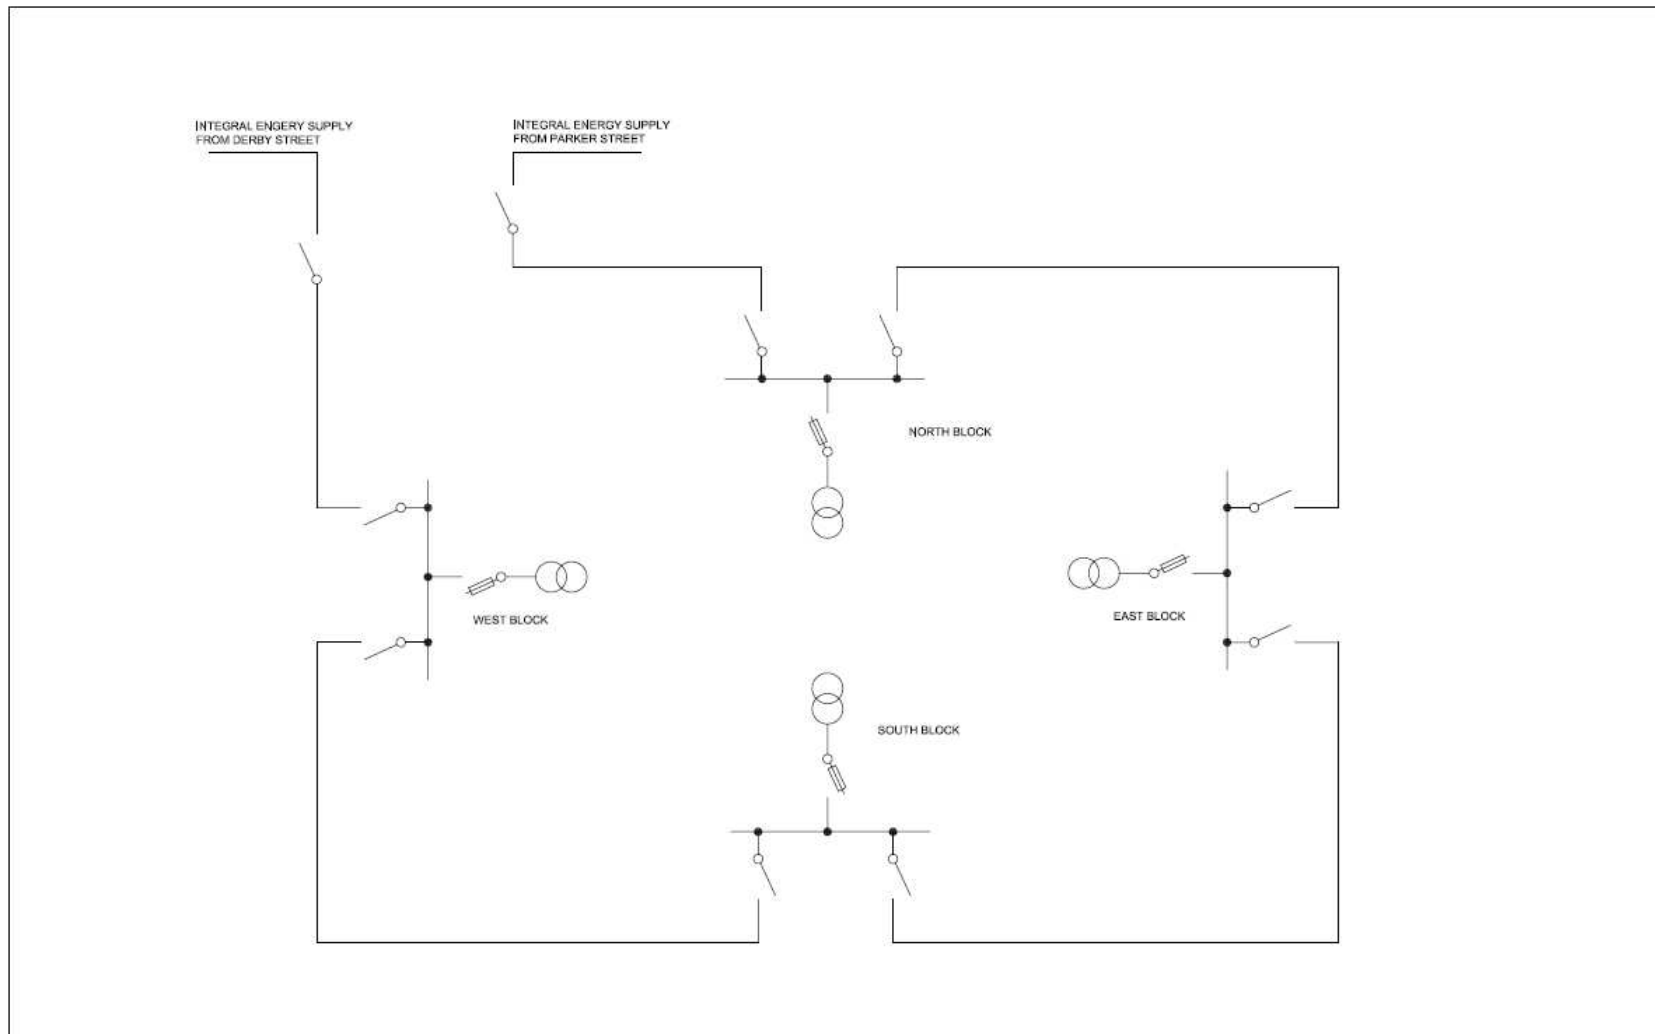 INTEGRAL ENGERY SUPPLY
FROM DERBY STREET
INTEGRAL ENERGY SUPPLY
FROM PARKER STREET
NORTH BLOCK
WEST BLOCK
EAST BLOCK
SOUTH BLOCK